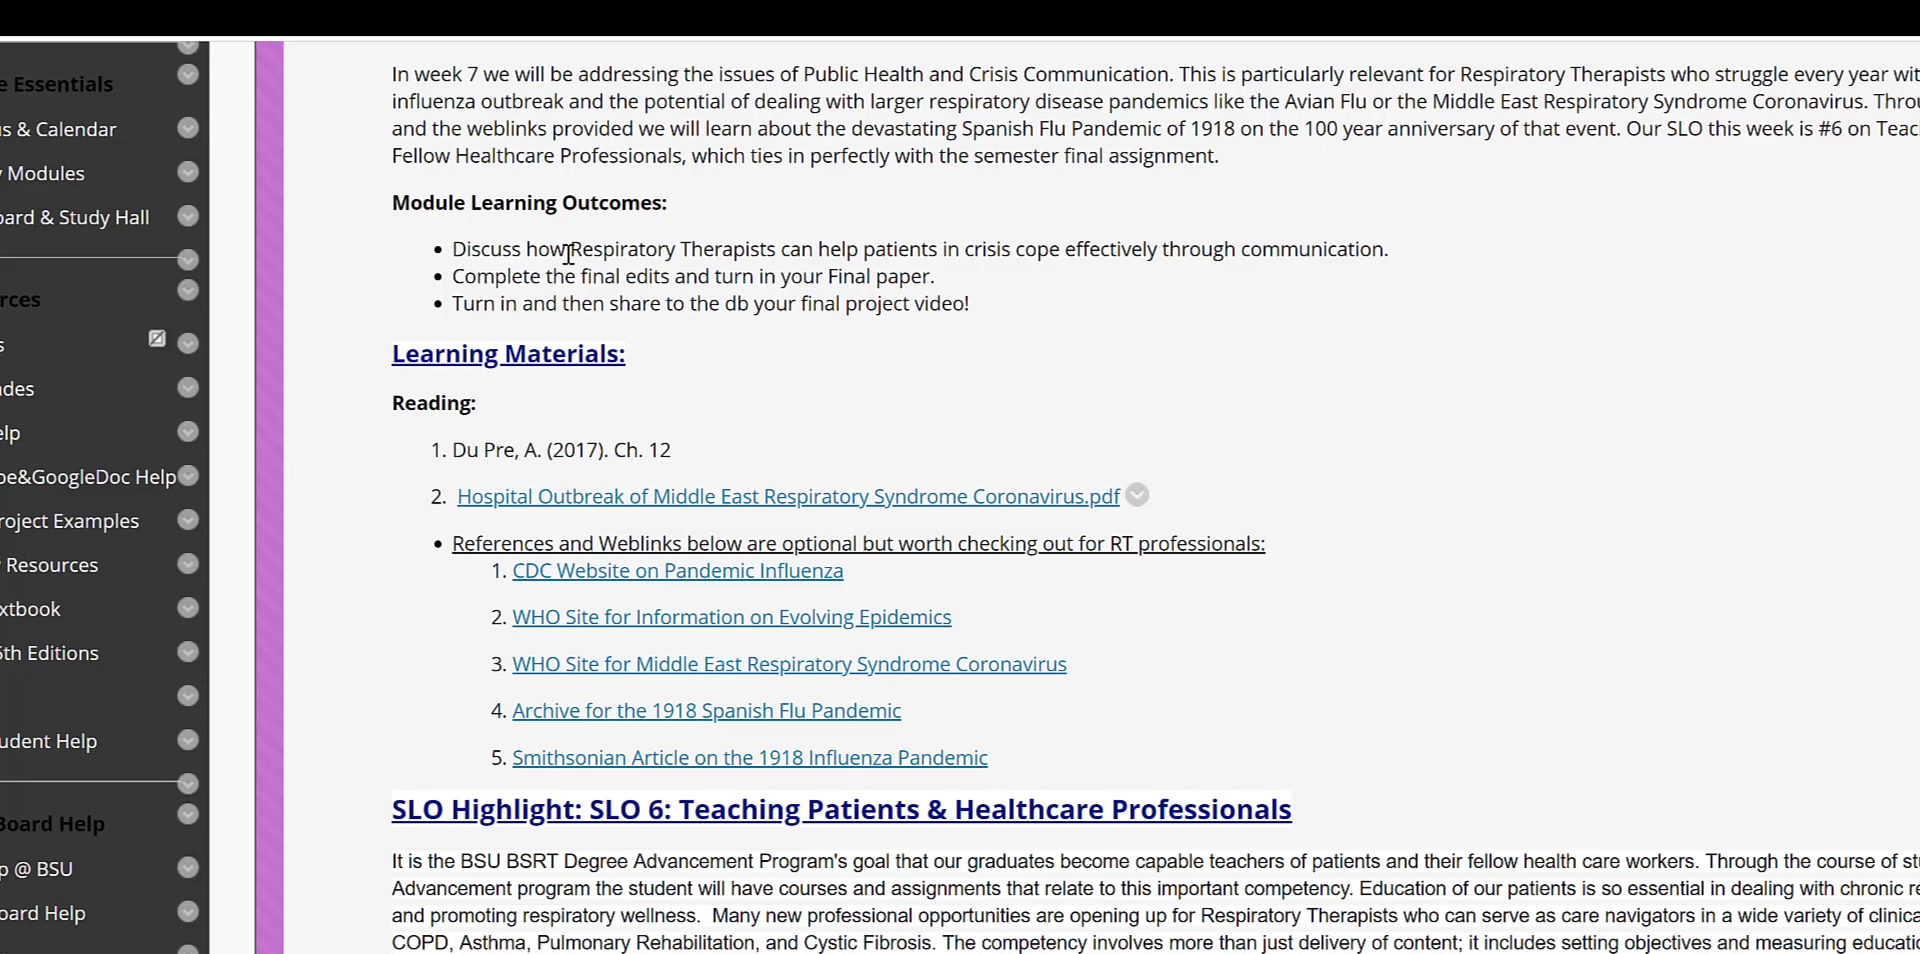 e Essentials
s & Calendar
Modules
ard & Study Hall
rces
s
des
elp
e&GoogleDoc Help
roject Examples
Resources
xtbook
th Editions
udent Help
Board Help
@ BSU
oard Help
In week 7 we will be addressing the issues of Public Health and Crisis Communication. This is particularly relevant for Respiratory Therapists who struggle every year wit
influenza outbreak and the potential of dealing with larger respiratory disease pandemics like the Avian Flu or the Middle East Respiratory Syndrome Coronavirus. Throu
and the weblinks provided we will learn about the devastating Spanish Flu Pandemic of 1918 on the 100 year anniversary of that event. Our SLO this week is #6 on Teac
Fellow Healthcare Professionals, which ties in perfectly with the semester final assignment.
Module Learning Outcomes:
• Discuss how Respiratory Therapists can help patients in crisis cope effectively through communication.
• Complete the final edits and turn in your Final paper.
• Turn in and then share to the db your final project video!
Learning Materials:
Reading:
1. Du Pre, A. (2017). Ch. 12
2. Hospital Outbreak of Middle East Respiratory Syndrome Coronavirus.pdf
• References and Weblinks below are optional but worth checking out for RT professionals:
1. CDC Website on Pandemic Influenza
2. WHO Site for Information on Evolving Epidemics
3. WHO Site for Middle East Respiratory Syndrome Coronavirus
4. Archive for the 1918 Spanish Flu Pandemic
5. Smithsonian Article on the 1918 Influenza Pandemic
SLO Highlight: SLO 6: Teaching Patients & Healthcare Professionals
It is the BSU BSRT Degree Advancement Program's goal that our graduates become capable teachers of patients and their fellow health care workers. Through the course of stu
Advancement program the student will have courses and assignments that relate to this important competency. Education of our patients is so essential in dealing with chronic re
and promoting respiratory wellness. Many new professional opportunities are opening up for Respiratory Therapists who can serve as care navigators in a wide variety of clinica
COPD, Asthma, Pulmonary Rehabilitation, and Cystic Fibrosis. The competency involves more than just delivery of content; it includes setting objectives and measuring educatio